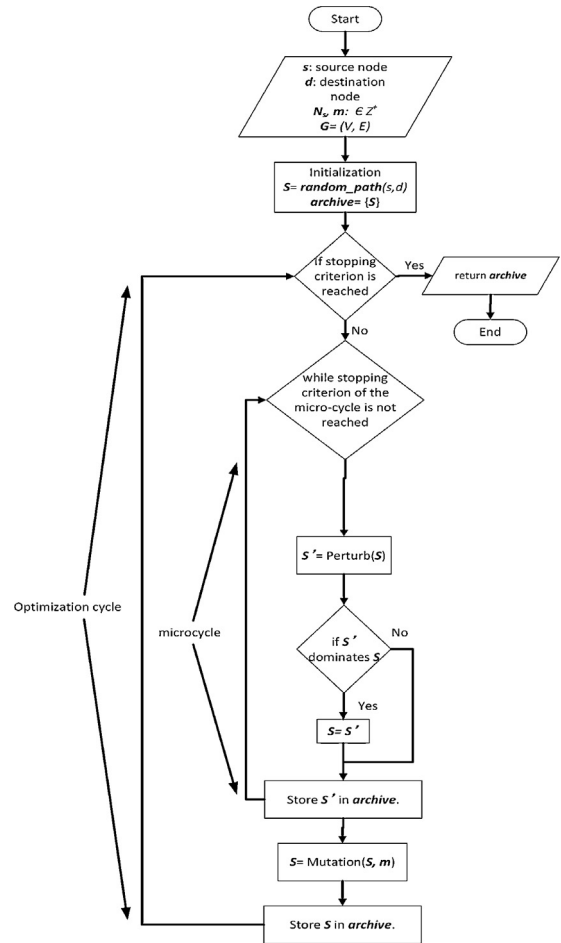 Start
s: source node
d: destination
node
Ns, m: ∈ Z⁺
G= (V, E)
Initialization
S= random_path(s,d)
archive= {S}
if stopping
criterion is
reached
Yes
return archive
End
No
while stopping
criterion of the
micro-cycle is not
reached
S'= Perturb(S)
if S'
dominates S
No
Yes
S= S'
Optimization cycle
microcycle
Store S' in archive.
S= Mutation(S, m)
Store S in archive.